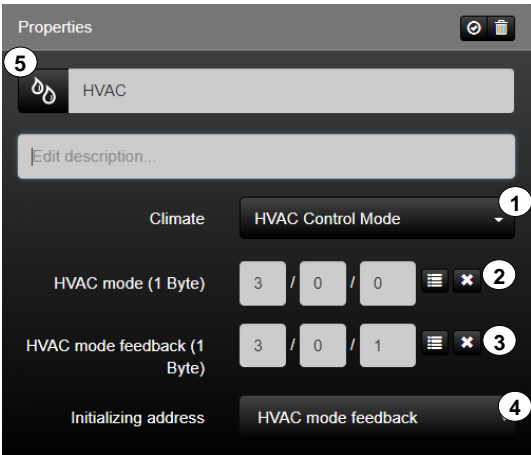 Properties
5
HVAC
Edit description...
1
Climate HVAC Control Mode
HVAC mode (1 Byte) 3 / 0 / 0 2
HVAC mode feedback (1
Byte) 3 / 0 / 1 3
4
Initializing address HVAC mode feedback